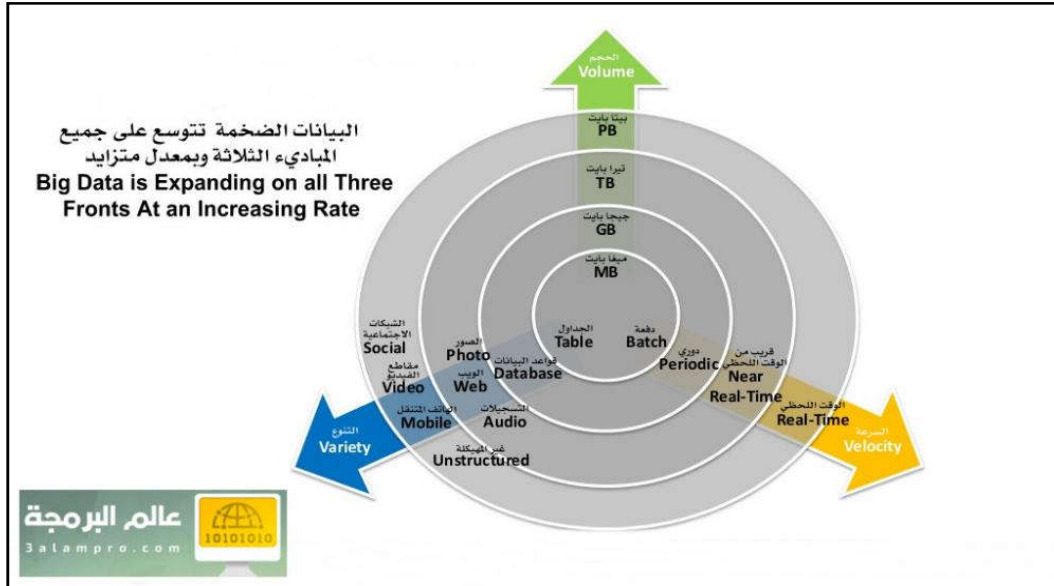 البيانات الضخمة تتوسع على جميع
المباديء الثلاثة وبمعدل متزايد
Big Data is Expanding on all Three
Fronts At an Increasing Rate
الحجم
Volume
بيتا بايت
PB
تيرا بايت
TB
جيجا بايت
GB
ميغا بايت
MB
الجداول
Table
دفعة
Batch
قواعد البيانات
Database
دوري
Periodic
الصور
Photo
الويب
Web
التسجيلات
Audio
قريب من
الوقت اللحظي
Near
Real-Time
الشبكات
الاجتماعية
Social
مقاطع
الفيديو
Video
الهاتف المتنقل
Mobile
غير المهيكلة
Unstructured
الوقت اللحظي
Real-Time
التنوع
Variety
السرعة
Velocity
عالم البرمجة
3alampro.com
10101010